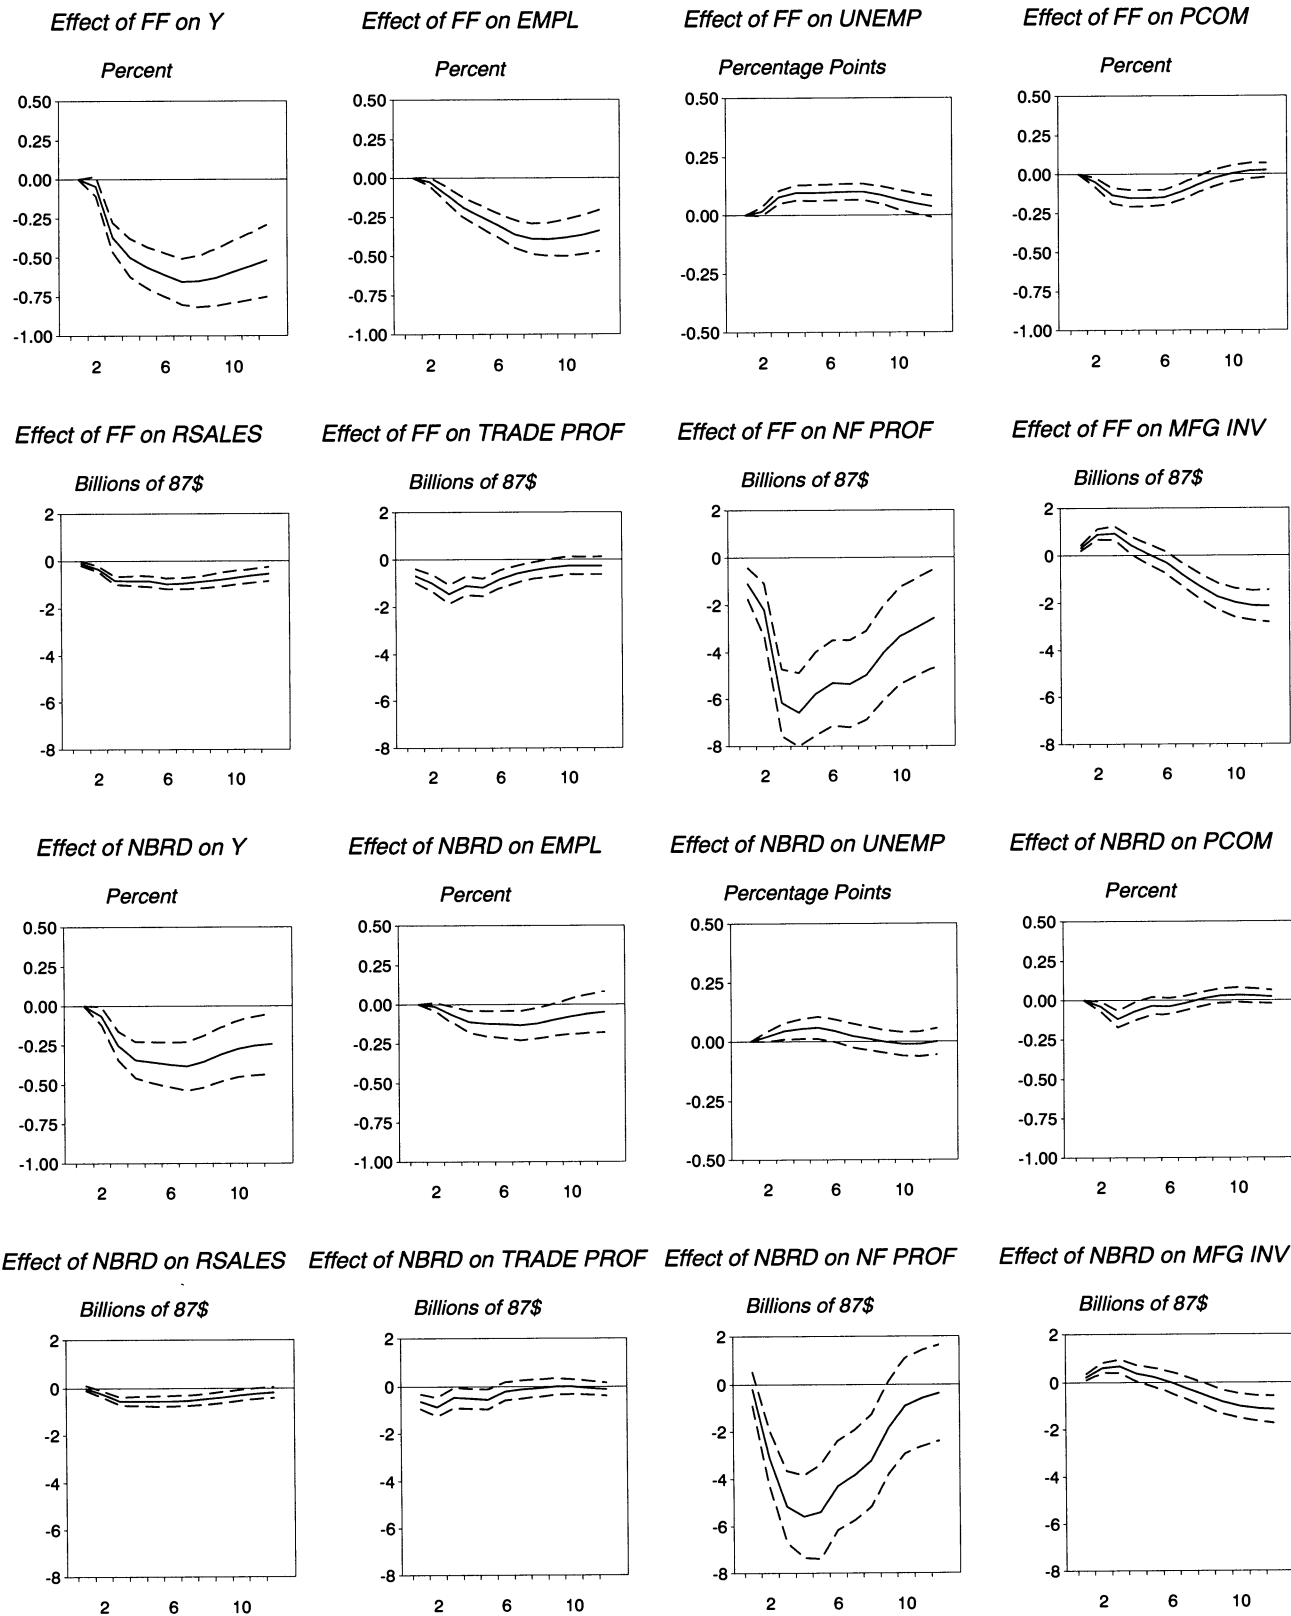 Effect of FF on Y
Percent
0.50
0.25
0.00
-0.25
-0.50
-0.75
-1.00
2 6 10
Effect of FF on EMPL
Percent
0.50
0.25
0.00
-0.25
-0.50
-0.75
-1.00
2 6 10
Effect of FF on UNEMP
Percentage Points
0.50
0.25
0.00
-0.25
-0.50
2 6 10
Effect of FF on PCOM
Percent
0.50
0.25
0.00
-0.25
-0.50
-0.75
-1.00
2 6 10
Effect of FF on RSALES
Billions of 87$
2
0
-2
-4
-6
-8
2 6 10
Effect of FF on TRADE PROF
Billions of 87$
2
0
-2
-4
-6
-8
2 6 10
Effect of FF on NF PROF
Billions of 87$
2
0
-2
-4
-6
-8
2 6 10
Effect of FF on MFG INV
Billions of 87$
2
0
-2
-4
-6
-8
2 6 10
Effect of NBRD on Y
Percent
0.50
0.25
0.00
-0.25
-0.50
-0.75
-1.00
2 6 10
Effect of NBRD on EMPL
Percent
0.50
0.25
0.00
-0.25
-0.50
-0.75
-1.00
2 6 10
Effect of NBRD on UNEMP
Percentage Points
0.50
0.25
0.00
-0.25
-0.50
2 6 10
Effect of NBRD on PCOM
Percent
0.50
0.25
0.00
-0.25
-0.50
-0.75
-1.00
2 6 10
Effect of NBRD on RSALES
Billions of 87$
2
0
-2
-4
-6
-8
2 6 10
Effect of NBRD on TRADE PROF
Billions of 87$
2
0
-2
-4
-6
-8
2 6 10
Effect of NBRD on NF PROF
Billions of 87$
2
0
-2
-4
-6
-8
2 6 10
Effect of NBRD on MFG INV
Billions of 87$
2
0
-2
-4
-6
-8
2 6 10